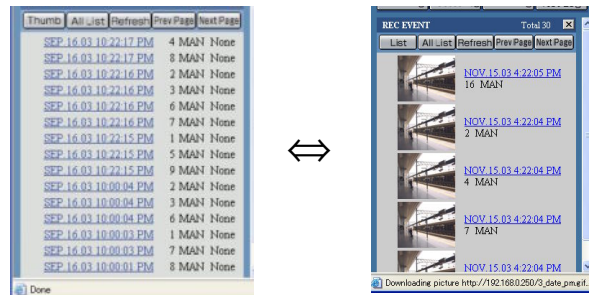 Thumb All List Refresh Prev Page Next Page
SEP.16.03 10:22:17 PM 4 MAN None
SEP.16.03 10:22:17 PM 8 MAN None
SEP.16.03 10:22:16 PM 2 MAN None
SEP.16.03 10:22:16 PM 3 MAN None
SEP.16.03 10:22:16 PM 6 MAN None
SEP.16.03 10:22:16 PM 7 MAN None
SEP.16.03 10:22:15 PM 1 MAN None
SEP.16.03 10:22:15 PM 5 MAN None
SEP.16.03 10:22:15 PM 9 MAN None
SEP.16.03 10:00:04 PM 2 MAN None
SEP.16.03 10:00:04 PM 3 MAN None
SEP.16.03 10:00:04 PM 6 MAN None
SEP.16.03 10:00:03 PM 1 MAN None
SEP.16.03 10:00:03 PM 7 MAN None
SEP.16.03 10:00:01 PM 8 MAN None
Done
REC EVENT Total 30
List All List Refresh Prev Page Next Page
NOV.15.03 4:22:05 PM
16 MAN
NOV.15.03 4:22:04 PM
2 MAN
NOV.15.03 4:22:04 PM
4 MAN
NOV.15.03 4:22:04 PM
7 MAN
NOV.15.03 4:22:04 PM
Downloading picture http://192.168.0.250/3_date_pm.gif..